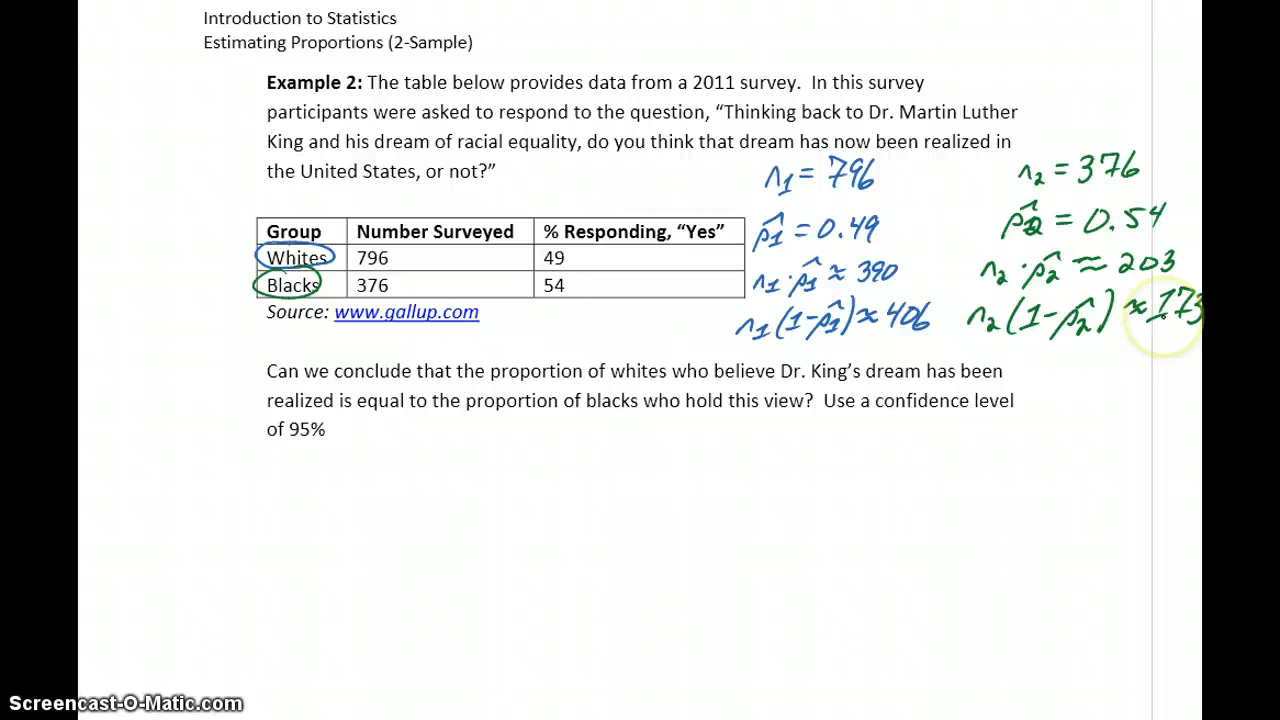 Introduction to Statistics
Estimating Proportions (2-Sample)
Example 2: The table below provides data from a 2011 survey. In this survey
participants were asked to respond to the question, “Thinking back to Dr. Martin Luther
King and his dream of racial equality, do you think that dream has now been realized in
the United States, or not?”
n₁ = 796
p̂₁ = 0.49
n₁·p̂₁ ≈ 390
n₁(1-p̂₁) ≈ 406
n₂ = 376
p̂₂ = 0.54
n₂·p̂₂ ≈ 203
n₂(1-p̂₂) ≈ 173
Group Number Surveyed % Responding, “Yes”
Whites 796 49
Blacks 376 54
Source: www.gallup.com
Can we conclude that the proportion of whites who believe Dr. King’s dream has been
realized is equal to the proportion of blacks who hold this view? Use a confidence level
of 95%
Screencast-O-Matic.com